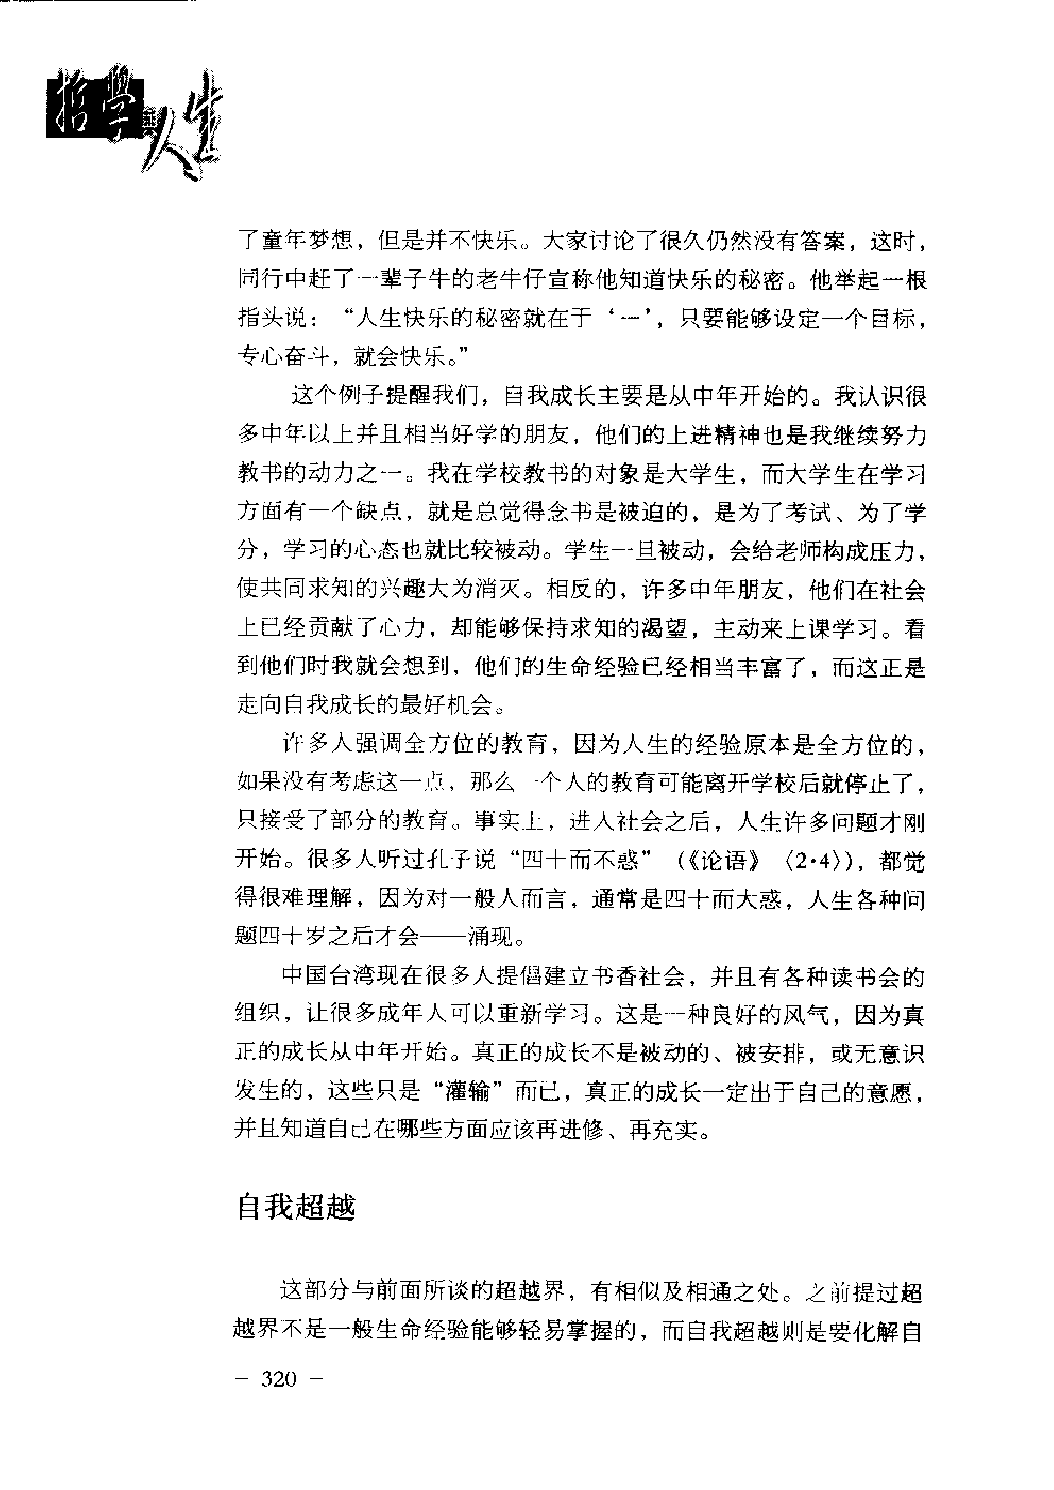 哲學與人生
了童年梦想，但是并不快乐。大家讨论了很久仍然没有答案，这时，
同行中赶了一辈子牛的老牛仔宣称他知道快乐的秘密。他举起一根
指头说：“人生快乐的秘密就在于‘一’，只要能够设定一个目标，
专心奋斗，就会快乐。”
这个例子提醒我们，自我成长主要是从中年开始的。我认识很
多中年以上并且相当好学的朋友，他们的上进精神也是我继续努力
教书的动力之一。我在学校教书的对象是大学生，而大学生在学习
方面有一个缺点，就是总觉得念书是被迫的，是为了考试、为了学
分，学习的心态也就比较被动。学生一旦被动，会给老师构成压力，
使共同求知的兴趣大为消灭。相反的，许多中年朋友，他们在社会
上已经贡献了心力，却能够保持求知的渴望，主动来上课学习。看
到他们时我就会想到，他们的生命经验已经相当丰富了，而这正是
走向自我成长的最好机会。
许多人强调全方位的教育，因为人生的经验原本是全方位的，
如果没有考虑这一点，那么一个人的教育可能离开学校后就停止了，
只接受了部分的教育。事实上，进入社会之后，人生许多问题才刚
开始。很多人听过孔子说“四十而不惑”（《论语》〈2·4〉），都觉
得很难理解，因为对一般人而言，通常是四十而大惑，人生各种问
题四十岁之后才会——涌现。
中国台湾现在很多人提倡建立书香社会，并且有各种读书会的
组织，让很多成年人可以重新学习。这是一种良好的风气，因为真
正的成长从中年开始。真正的成长不是被动的、被安排，或无意识
发生的，这些只是“灌输”而已，真正的成长一定出于自己的意愿，
并且知道自己在哪些方面应该再进修、再充实。
自我超越
这部分与前面所谈的超越界，有相似及相通之处。之前提过超
越界不是一般生命经验能够轻易掌握的，而自我超越则是要化解自
－ 320 －